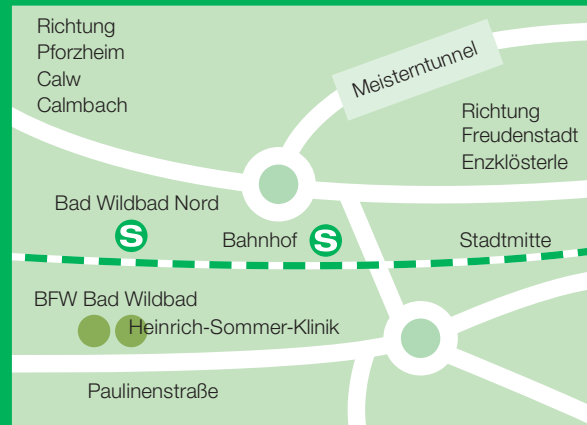 Richtung
Pforzheim
Calw
Calmbach
Meisterntunnel
Richtung
Freudenstadt
Enzklösterle
Bad Wildbad Nord
S
Bahnhof S
Stadtmitte
BFW Bad Wildbad
Heinrich-Sommer-Klinik
Paulinenstraße